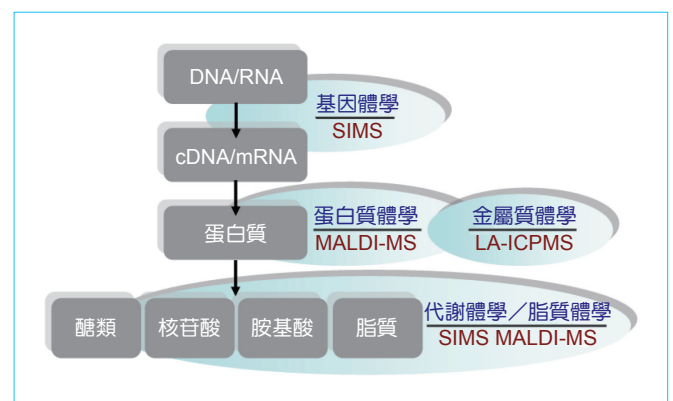 DNA/RNA
基因體學
SIMS
cDNA/mRNA
蛋白質
蛋白質體學
MALDI-MS
金屬質體學
LA-ICPMS
醣類
核苷酸
胺基酸
脂質
代謝體學／脂質體學
SIMS MALDI-MS